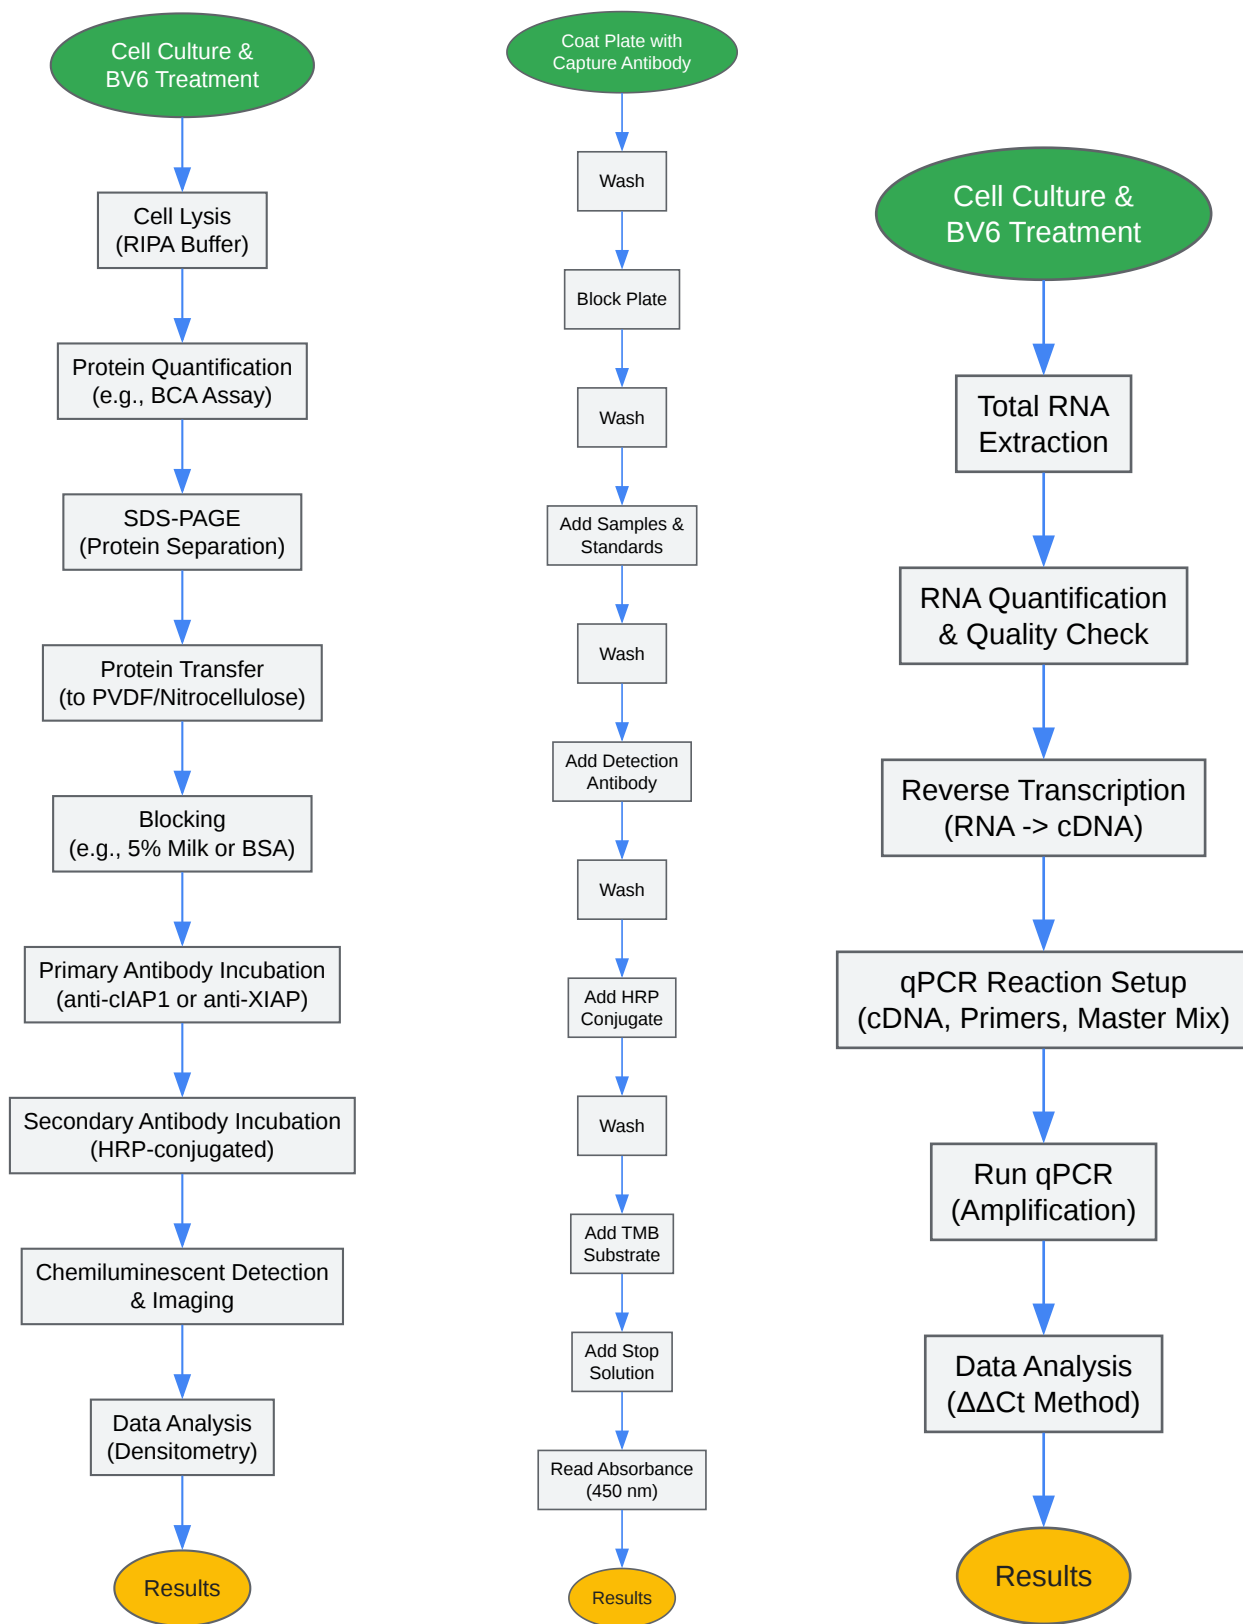 Cell Culture &
BV6 Treatment
Cell Lysis
(RIPA Buffer)
Protein Quantification
(e.g., BCA Assay)
SDS-PAGE
(Protein Separation)
Protein Transfer
(to PVDF/Nitrocellulose)
Blocking
(e.g., 5% Milk or BSA)
Primary Antibody Incubation
(anti-cIAP1 or anti-XIAP)
Secondary Antibody Incubation
(HRP-conjugated)
Chemiluminescent Detection
& Imaging
Data Analysis
(Densitometry)
Results
Coat Plate with
Capture Antibody
Wash
Block Plate
Wash
Add Samples &
Standards
Wash
Add Detection
Antibody
Wash
Add HRP
Conjugate
Wash
Add TMB
Substrate
Add Stop
Solution
Read Absorbance
(450 nm)
Results
Cell Culture &
BV6 Treatment
Total RNA
Extraction
RNA Quantification
& Quality Check
Reverse Transcription
(RNA -> cDNA)
qPCR Reaction Setup
(cDNA, Primers, Master Mix)
Run qPCR
(Amplification)
Data Analysis
(ΔΔCt Method)
Results